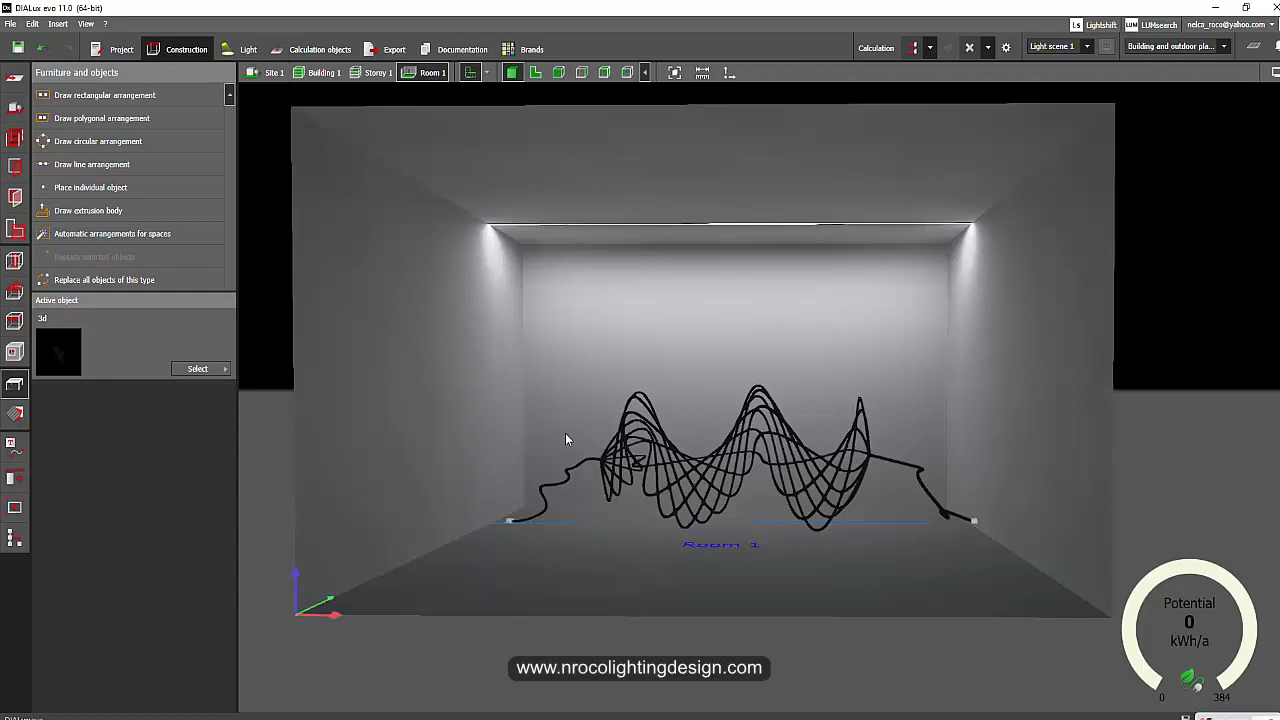 DIALux evo 11.0 (64-bit)
File Edit Insert View ?
Lightshift LUMsearch nelca_roco@yahoo.com
Project Construction Light Calculation objects Export Documentation Brands Calculation Light scene 1 Building and outdoor pla...
Furniture and objects
Site 1 Building 1 Storey 1 Room 1
Draw rectangular arrangement
Draw polygonal arrangement
Draw circular arrangement
Draw line arrangement
Place individual object
Draw extrusion body
Automatic arrangements for spaces
Replace selected objects
Replace all objects of this type
Active object
3d
Select
Room 1
Potential
0
kWh/a
0 384
www.nrocolightingdesign.com